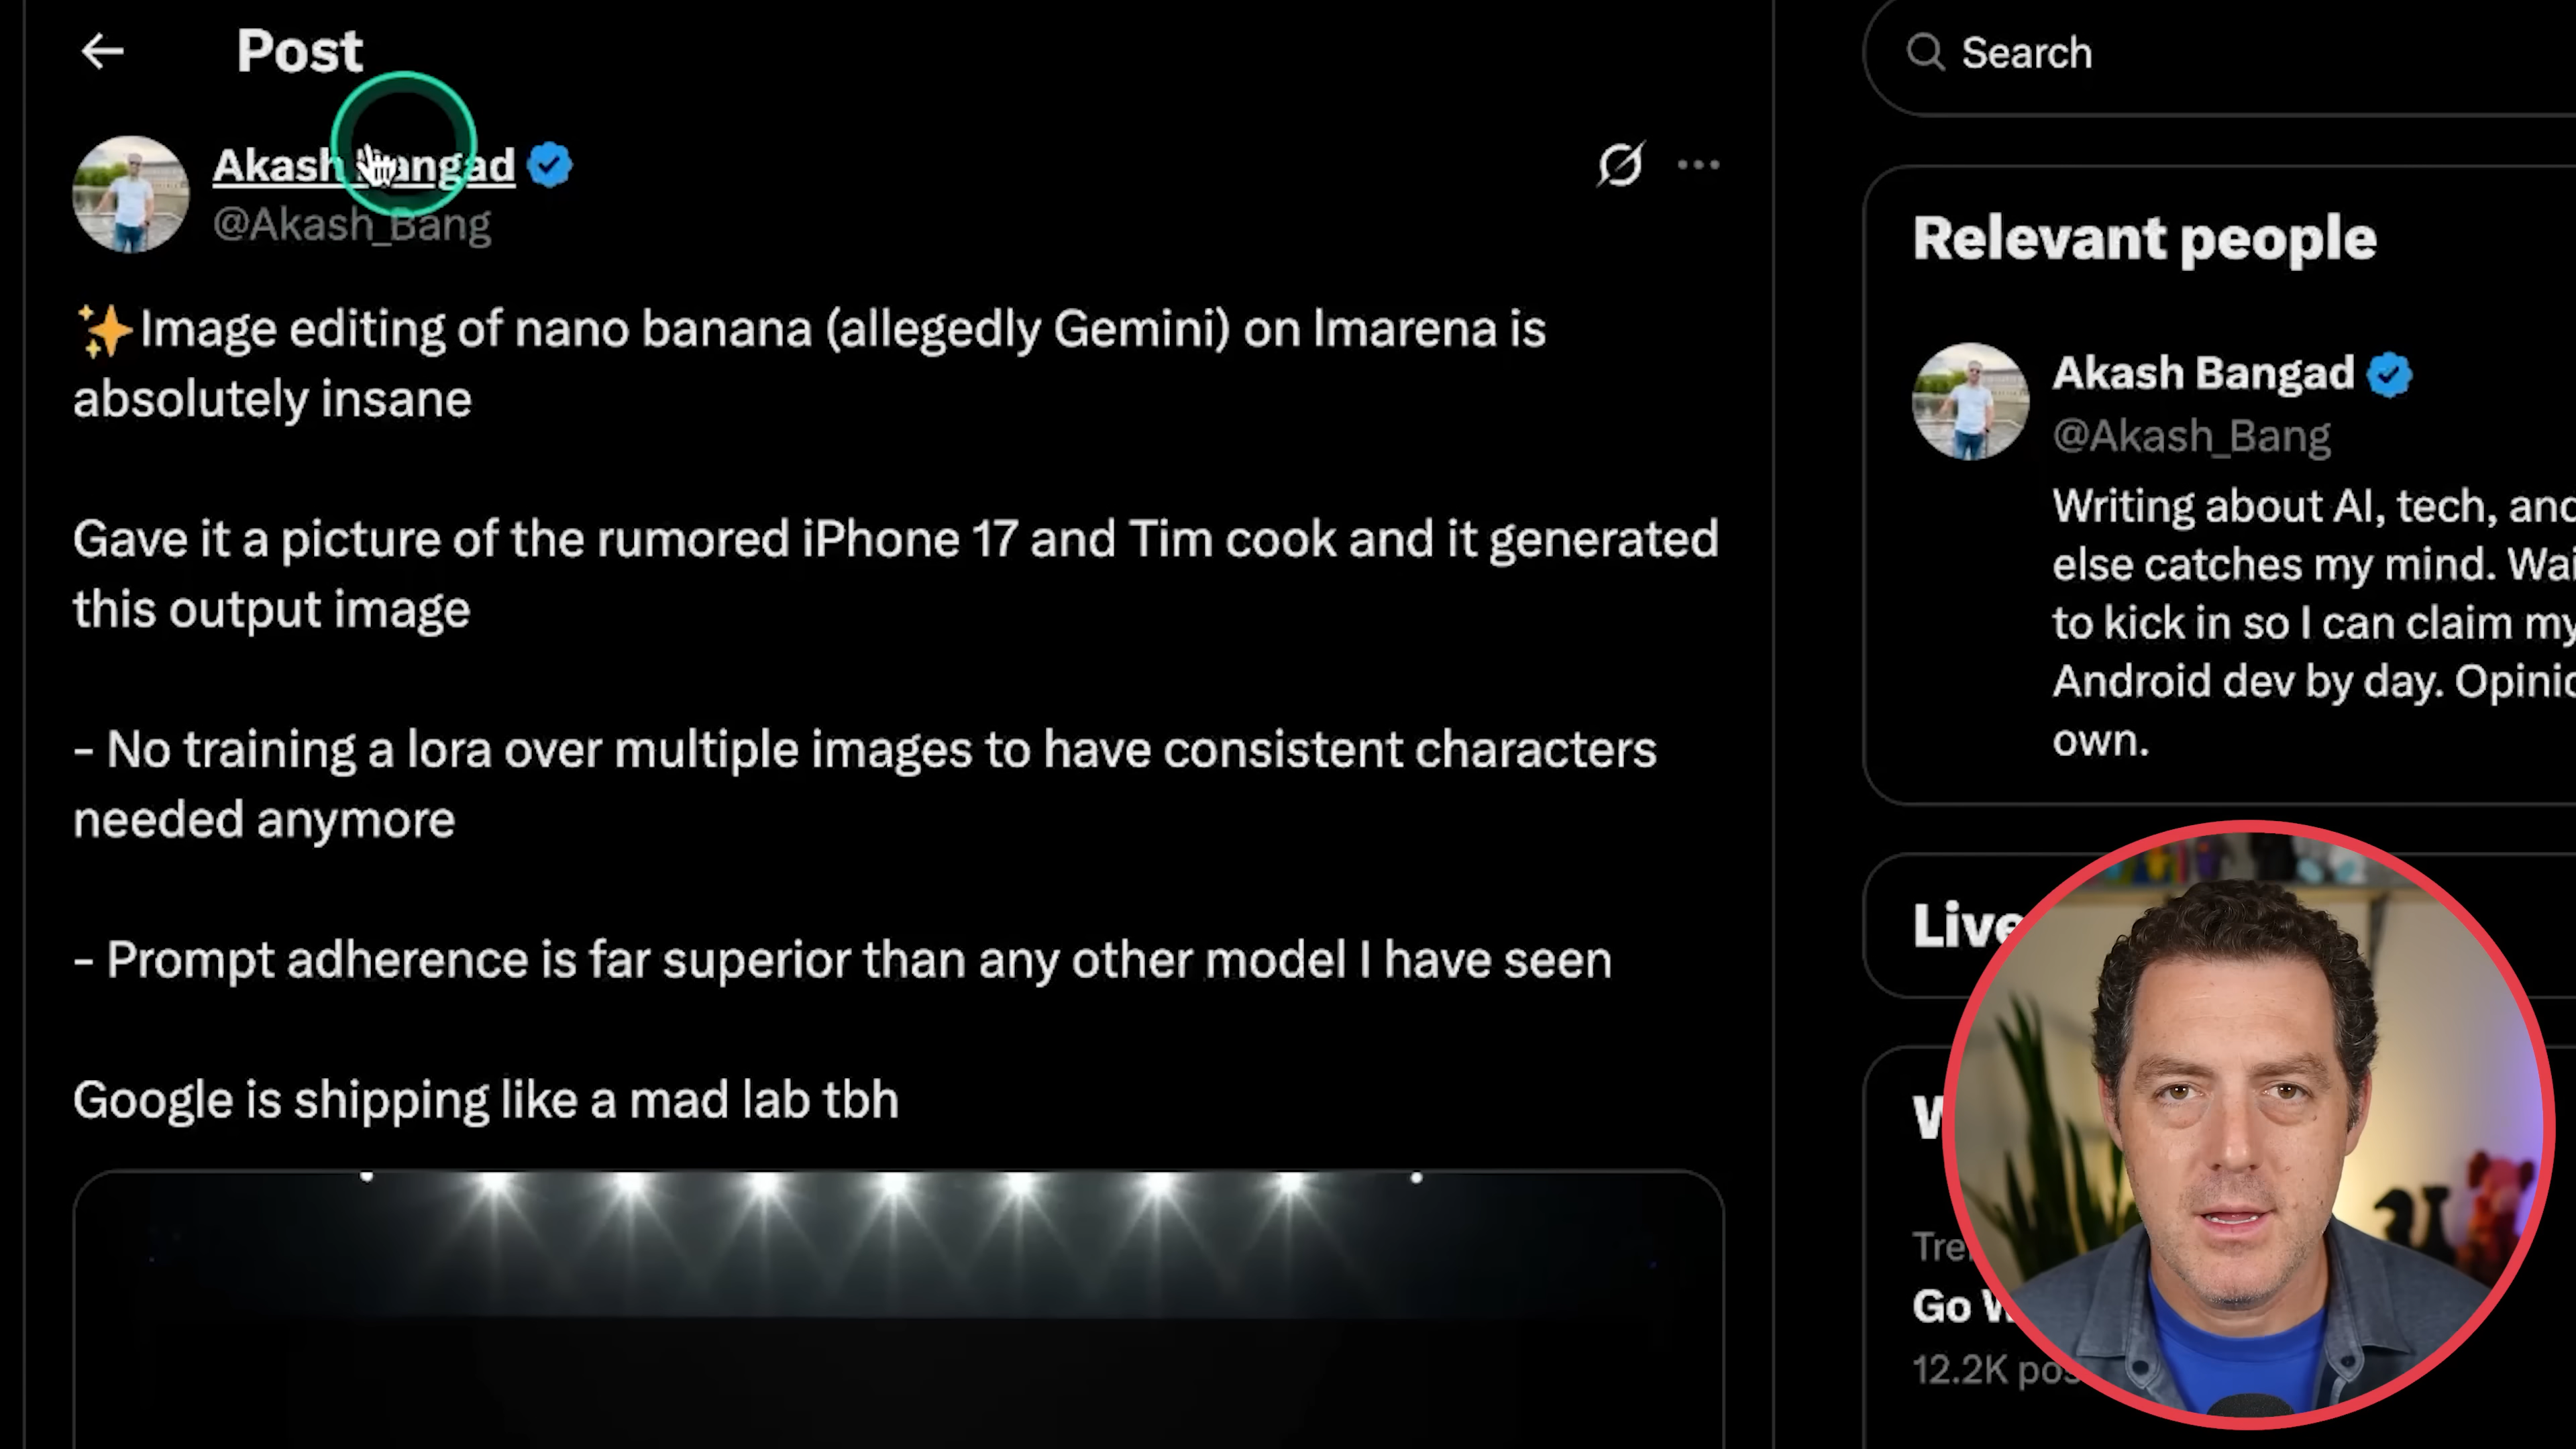 Post
Akash Bangad
@Akash_Bang
✨Image editing of nano banana (allegedly Gemini) on lmarena is
absolutely insane
Gave it a picture of the rumored iPhone 17 and Tim cook and it generated
this output image
- No training a lora over multiple images to have consistent characters
needed anymore
- Prompt adherence is far superior than any other model I have seen
Google is shipping like a mad lab tbh
Search
Relevant people
Akash Bangad
@Akash_Bang
Writing about AI, tech, and
else catches my mind.
to kick in so I can claim my
Android dev by day.
own.
Live
Go
12.2K